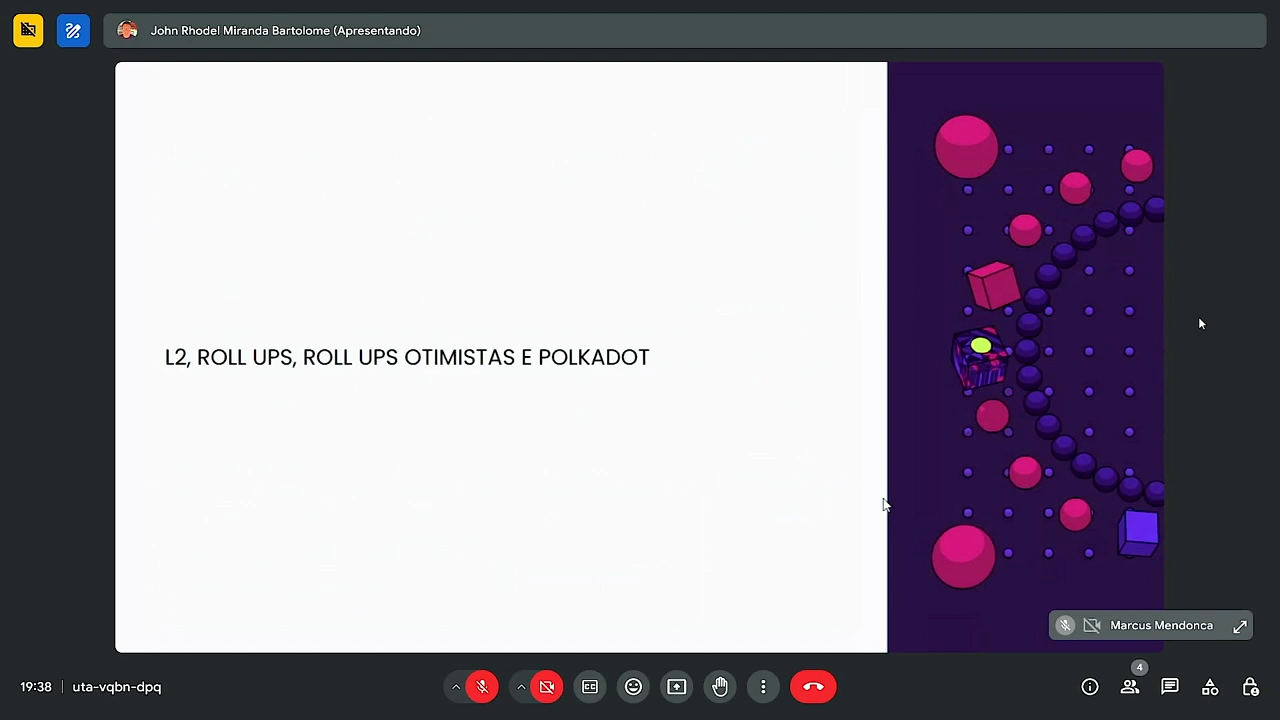 John Rhodel Miranda Bartolome (Apresentando)
L2, ROLL UPS, ROLL UPS OTIMISTAS E POLKADOT
Marcus Mendonca
4
19:38 | uta-vqbn-dpq